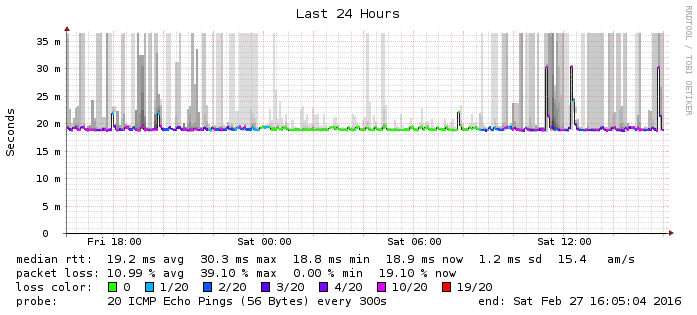 Last 24 Hours
RRDTOOL / TOBI OETIKER
Seconds
35 m
30 m
25 m
20 m
15 m
10 m
5 m
0
Fri 18:00 Sat 00:00 Sat 06:00 Sat 12:00
median rtt: 19.2 ms avg 30.3 ms max 18.8 ms min 18.9 ms now 1.2 ms sd 15.4 am/s
packet loss: 10.99 % avg 39.10 % max 0.00 % min 19.10 % now
loss color: 0 1/20 2/20 3/20 4/20 10/20 19/20
probe: 20 ICMP Echo Pings (56 Bytes) every 300s end: Sat Feb 27 16:05:04 2016